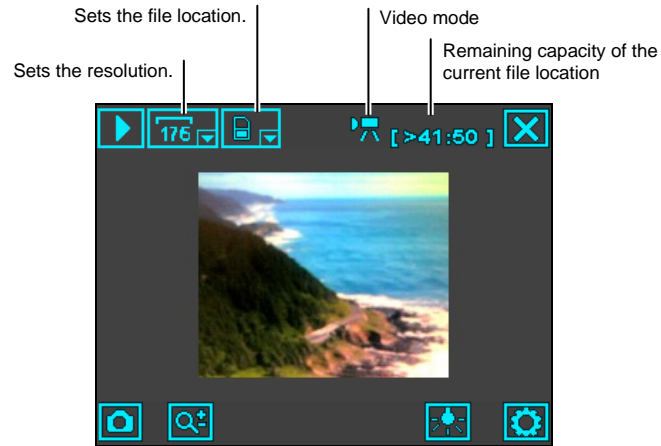 Sets the file location.
Video mode
Remaining capacity of the
current file location
Sets the resolution.
176
[ >41:50 ]